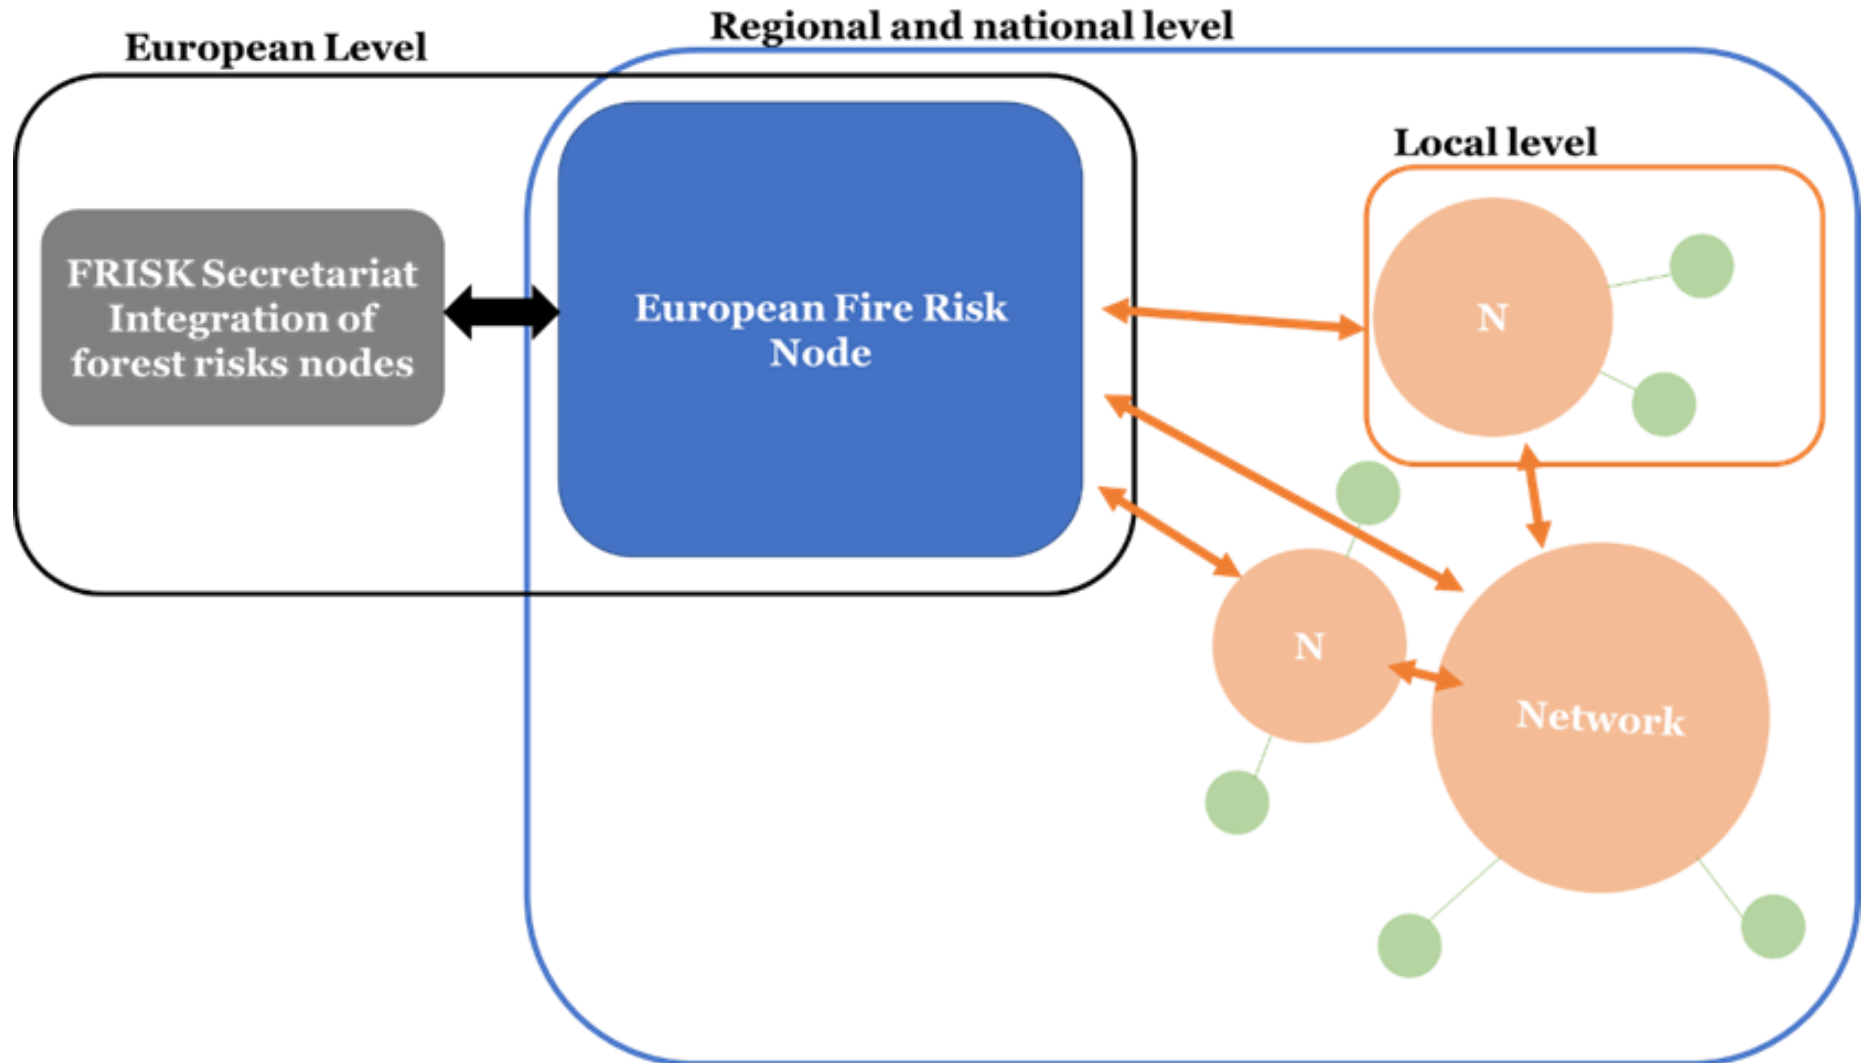 Regional and national level
European Level
Local level
FRISK Secretariat
Integration of
forest risks nodes
European Fire Risk
Node
N
N
Network